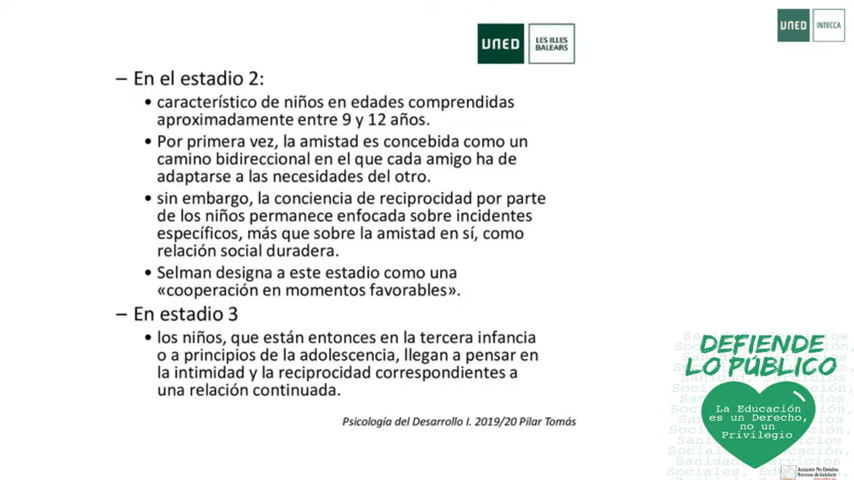 UNED
LES ILLES
BALEARS
UNED
INTECCA
– En el estadio 2:
• característico de niños en edades comprendidas
aproximadamente entre 9 y 12 años.
• Por primera vez, la amistad es concebida como un
camino bidireccional en el que cada amigo ha de
adaptarse a las necesidades del otro.
• sin embargo, la conciencia de reciprocidad por parte
de los niños permanece enfocada sobre incidentes
específicos, más que sobre la amistad en sí, como
relación social duradera.
• Selman designa a este estadio como una
«cooperación en momentos favorables».
– En estadio 3
• los niños, que están entonces en la tercera infancia
o a principios de la adolescencia, llegan a pensar en
la intimidad y la reciprocidad correspondientes a
una relación continuada.
Psicología del Desarrollo I. 2019/20 Pilar Tomás
DEFIENDE
LO PÚBLICO
La Educación
es un Derecho,
no un
Privilegio